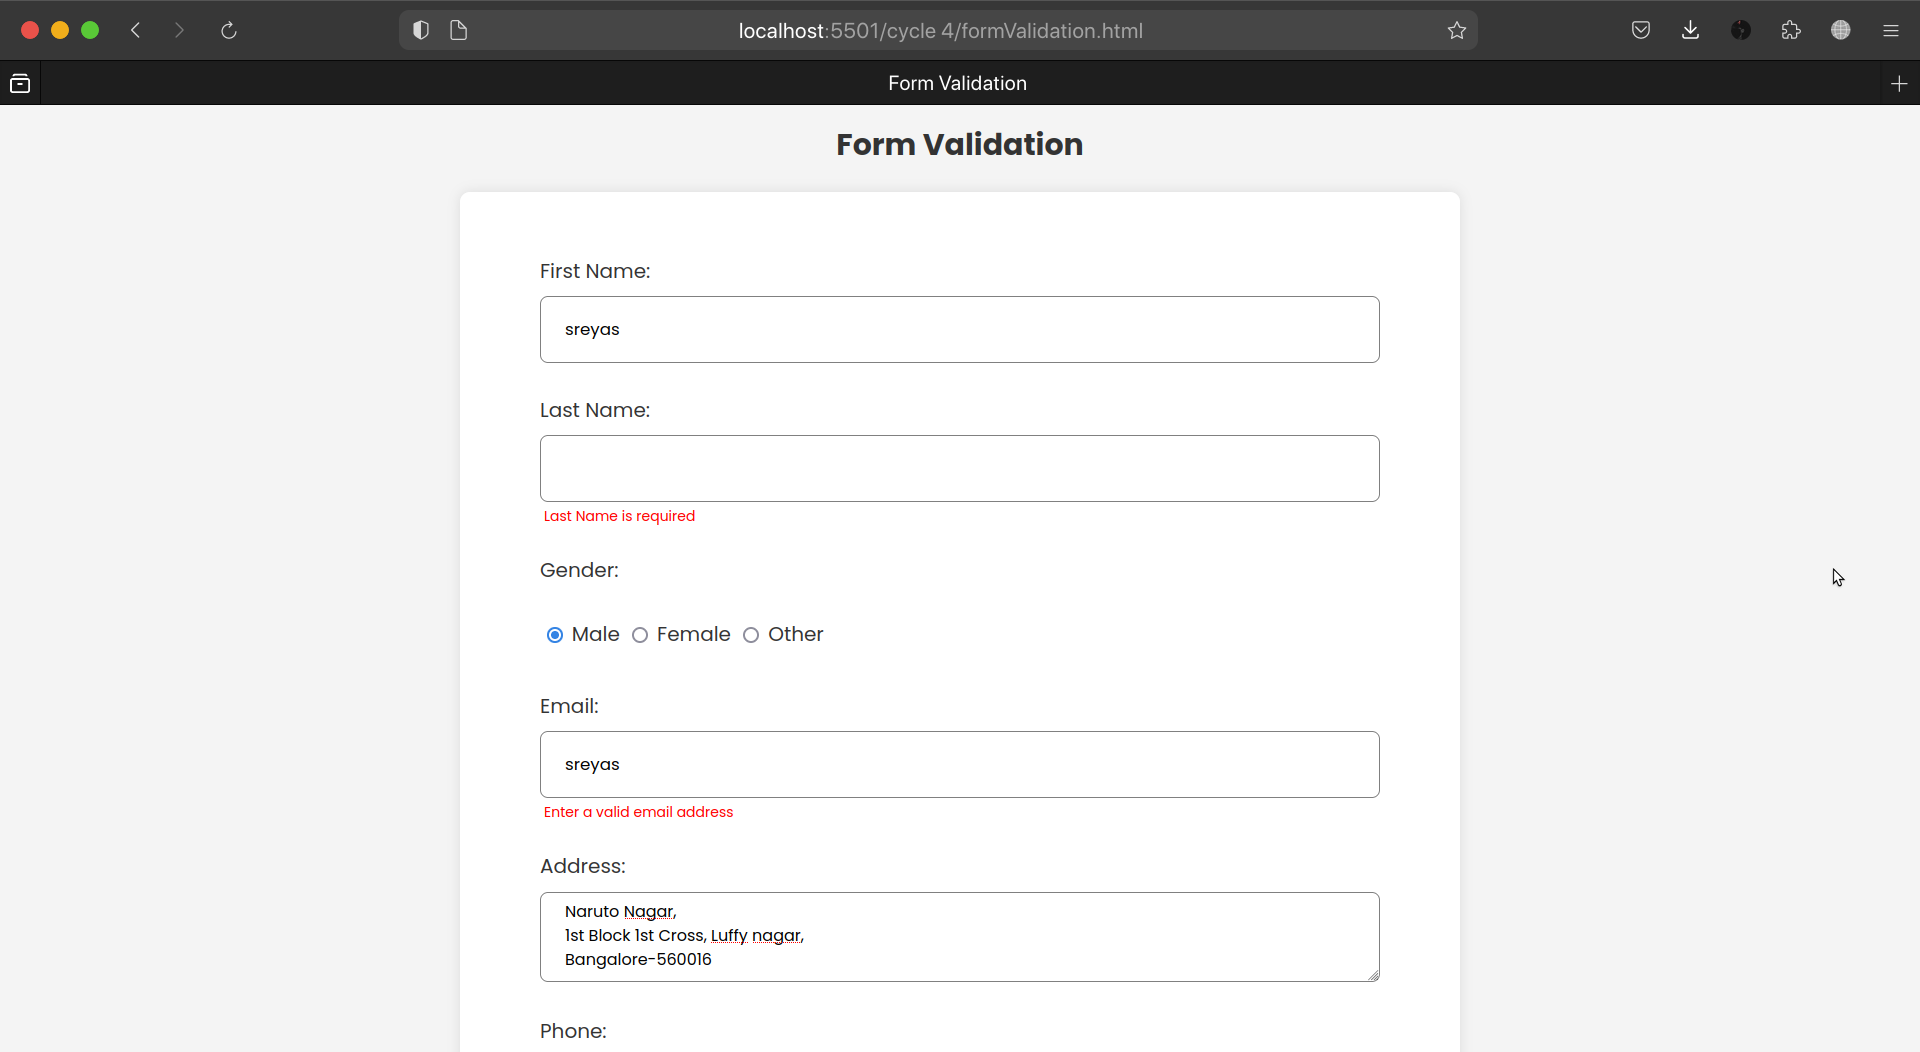 localhost:5501/cycle 4/formValidation.html
Form Validation
Form Validation
First Name:
sreyas
Last Name:
Last Name is required
Gender:
Male Female Other
Email:
sreyas
Enter a valid email address
Address:
Naruto Nagar,
1st Block 1st Cross, Luffy nagar,
Bangalore-560016
Phone: